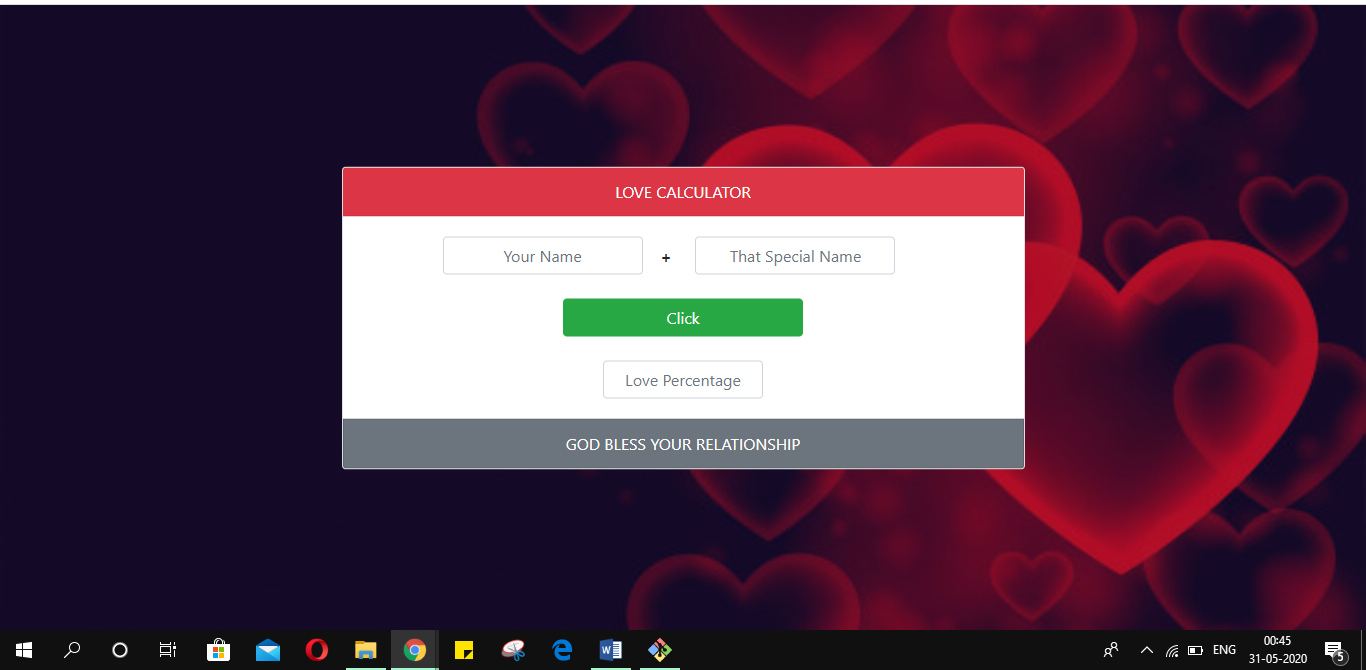 LOVE CALCULATOR
Your Name + That Special Name
Click
Love Percentage
GOD BLESS YOUR RELATIONSHIP
W
ENG
00:45
31-05-2020
5